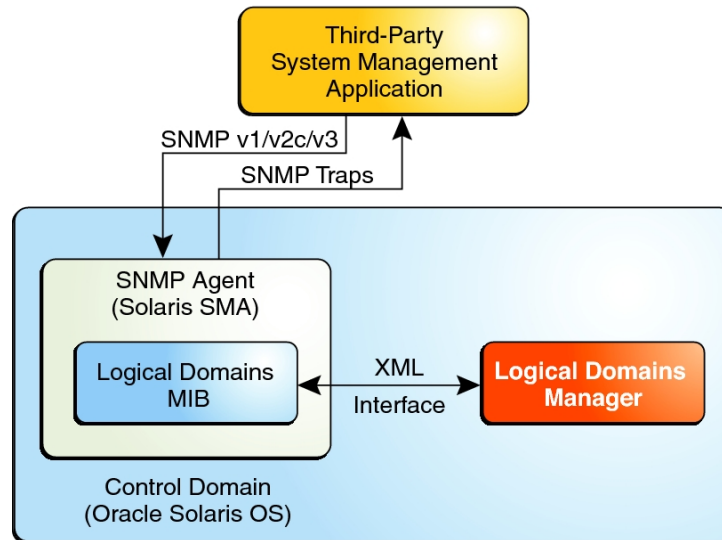 Third-Party
System Management
Application
SNMP v1/v2c/v3
SNMP Traps
SNMP Agent
(Solaris SMA)
Logical Domains
MIB
XML
Interface
Logical Domains
Manager
Control Domain
(Oracle Solaris OS)